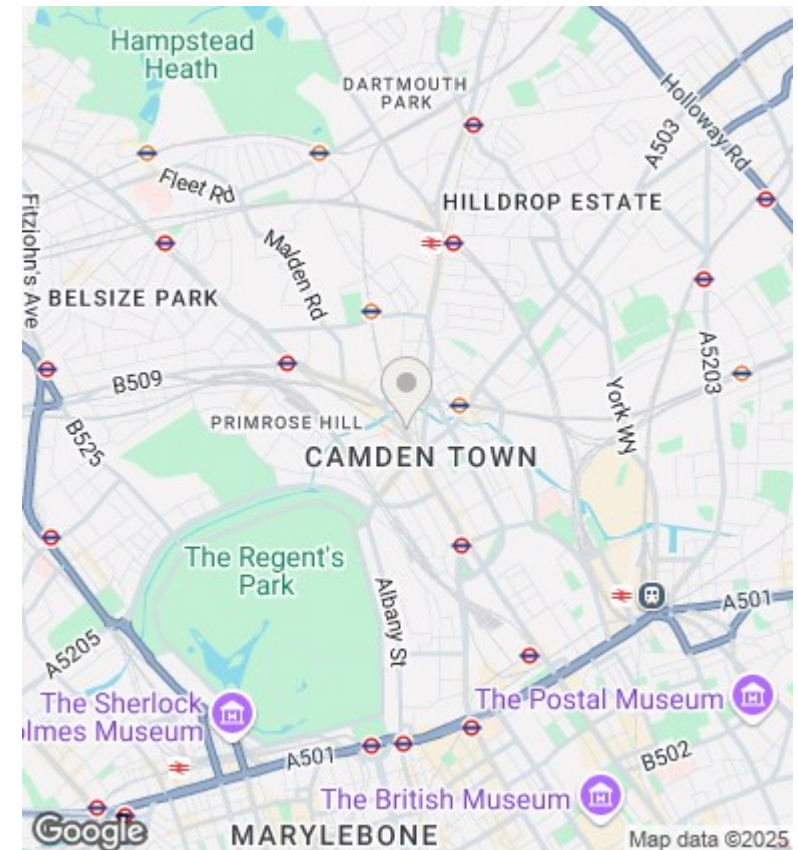 Hampstead
Heath
DARTMOUTH
PARK
Holloway Rd
A503
Fleet Rd
HILLDROP ESTATE
Fitzjohn's Ave
Malden Rd
BELSIZE PARK
A5203
B509
York Wy
PRIMROSE HILL
B525
CAMDEN TOWN
The Regent's
Park
Albany St
A501
A5205
The Sherlock
olmes Museum
The Postal Museum
A501
B502
The British Museum
Google
MARYLEBONE
Map data ©2025